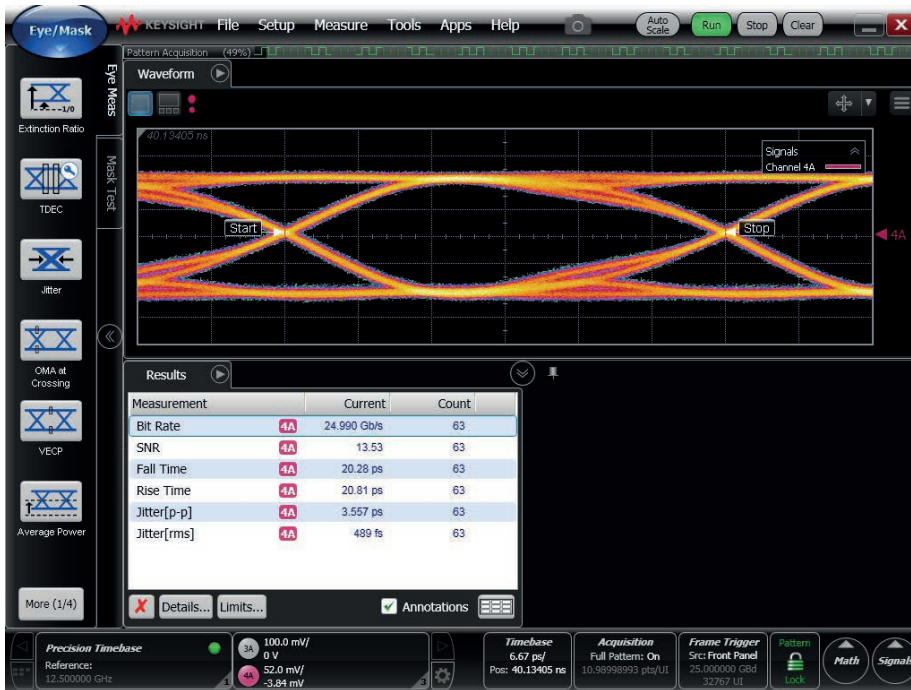 Eye/Mask
KEYSIGHT File Setup Measure Tools Apps Help
Auto Scale
Run
Stop
Clear
X
Pattern Acquisition (49%)
Eye Meas
Mask Test
Waveform
1/0
Extinction Ratio
TDEC
Jitter
OMA at
Crossing
VECP
Average Power
More (1/4)
40.13405 ns
Signals
Channel 4A
Start
Stop
4A
Results
Measurement Current Count
Bit Rate 4A 24.990 Gb/s 63
SNR 4A 13.53 63
Fall Time 4A 20.28 ps 63
Rise Time 4A 20.81 ps 63
Jitter[p-p] 4A 3.557 ps 63
Jitter[rms] 4A 489 fs 63
Details... Limits... Annotations
Precision Timebase
Reference:
12.500000 GHz
1
3A 100.0 mV/
0 V
4A 52.0 mV/
-3.84 mV
3
Timebase
6.67 ps/
Pos: 40.13405 ns
Acquisition
Full Pattern: On
10.98998993 pts/UI
Frame Trigger
Src: Front Panel
25.000000 GBd
32767 UI
Pattern
Lock
Math
Signals